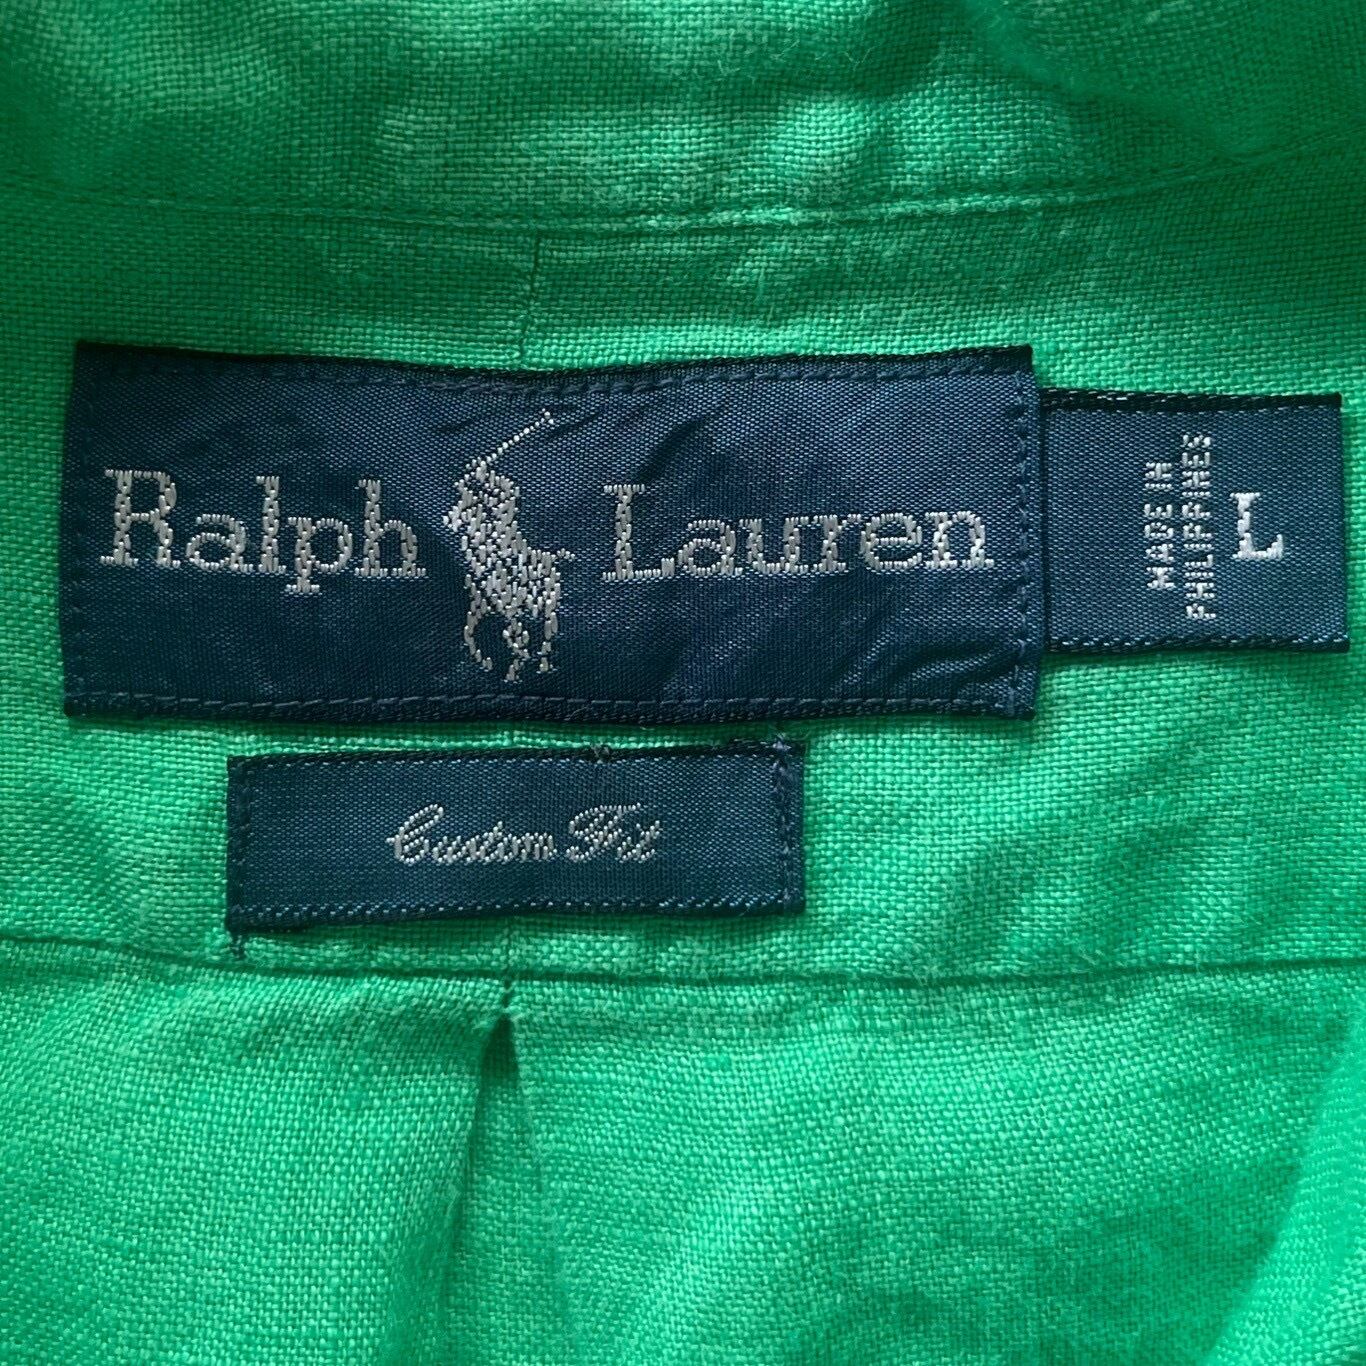 Ralph Lauren
MADE IN
PHILIPPINES
L
Custom Fit